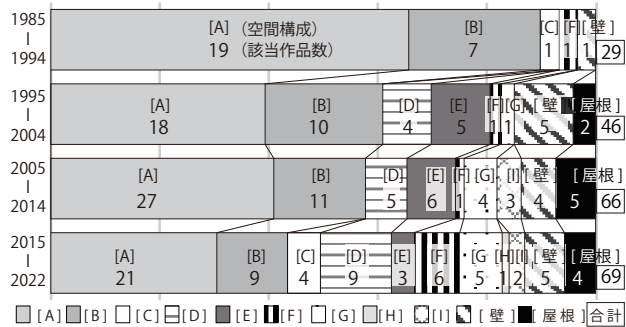 1985 – 1994
[A] (空間構成) [B] [C] [F] [壁]
19 (該当作品数) 7 1 1 1 29
1995 – 2004
[A] [B] [D] [E] [F] [G] [壁] [屋根]
18 10 4 5 1 1 5 2 46
2005 – 2014
[A] [B] [D] [E] [F] [G] [I] [壁] [屋根]
27 11 5 6 1 4 3 4 5 66
2015 – 2022
[A] [B] [C] [D] [E] [F] [G [H] [I] [壁] [屋根]
21 9 4 9 3 6 5 1 2 5 4 69
[A] [B] [C] [D] [E] [F] [G] [H] [I] [壁] [屋根] 合計